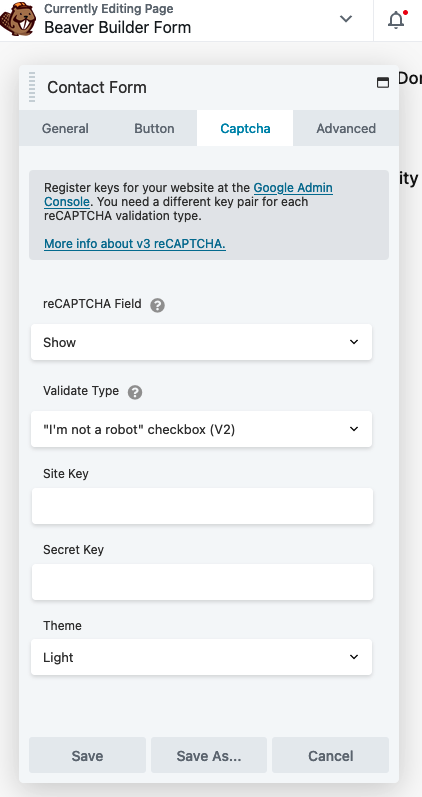 Currently Editing Page
Beaver Builder Form
Don
ity
Contact Form
General
Button
Captcha
Advanced
Register keys for your website at the Google Admin
Console. You need a different key pair for each
reCAPTCHA validation type.
More info about v3 reCAPTCHA.
reCAPTCHA Field ?
Show
Validate Type ?
"I'm not a robot" checkbox (V2)
Site Key
Secret Key
Theme
Light
Save
Save As...
Cancel